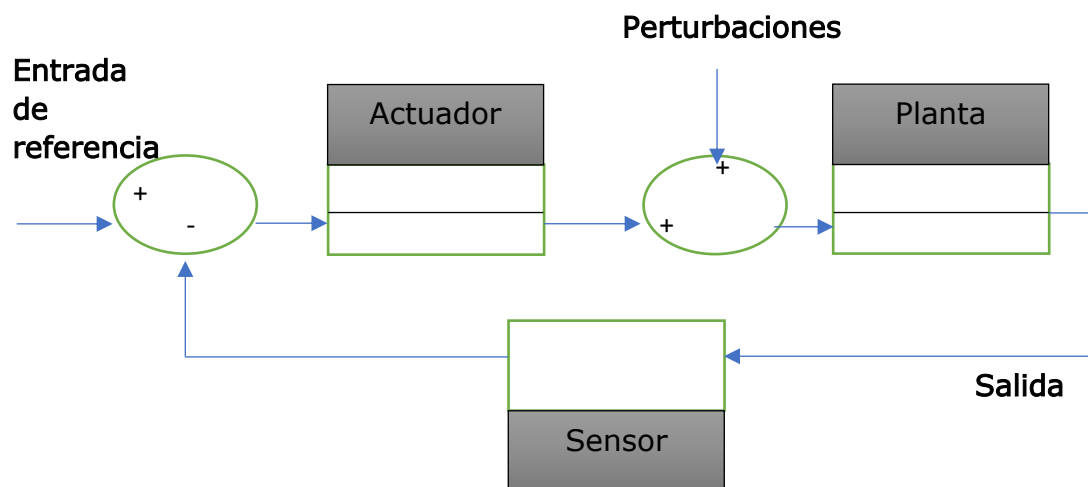 Perturbaciones
Entrada
de
referencia
Actuador
Planta
+
-
+
+
Salida
Sensor